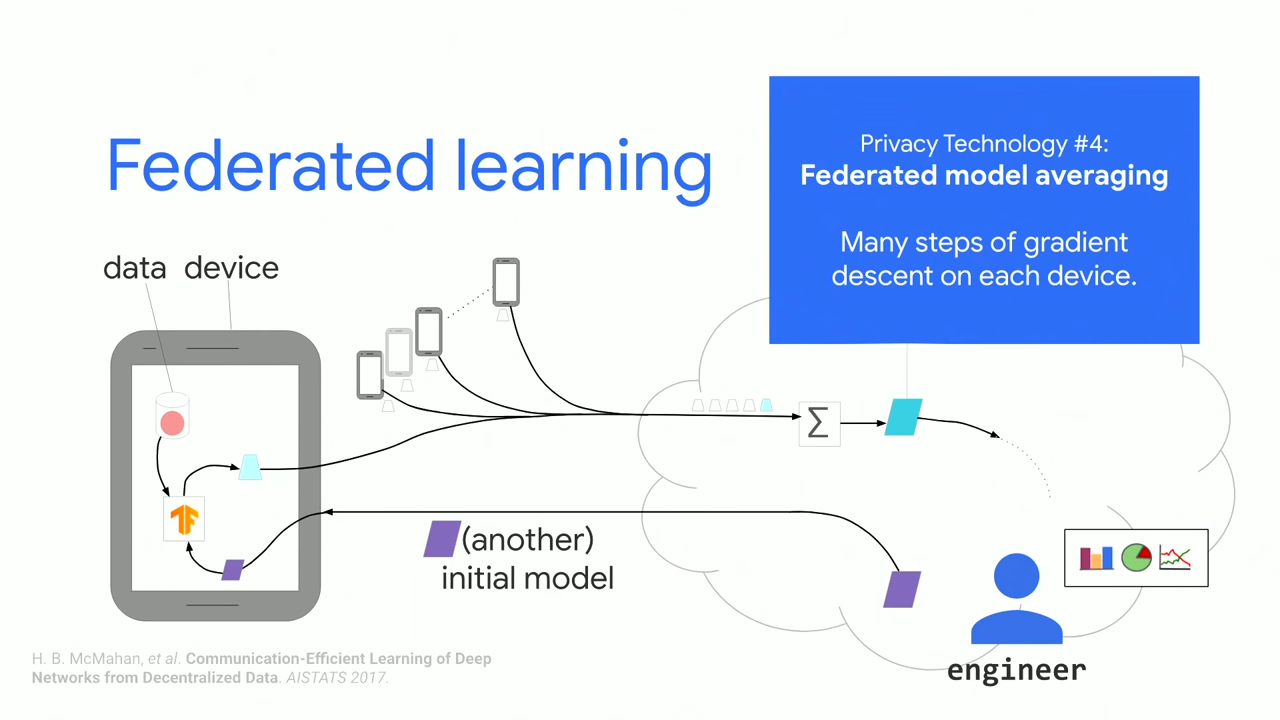 Federated learning
Privacy Technology #4:
Federated model averaging
Many steps of gradient
descent on each device.
data device
Σ
TF
(another)
initial model
engineer
H. B. McMahan, et al. Communication-Efficient Learning of Deep
Networks from Decentralized Data. AISTATS 2017.